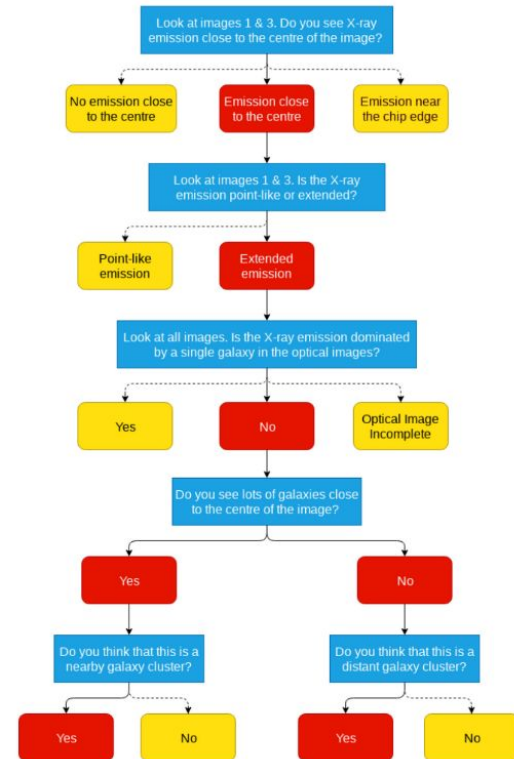 Look at images 1 & 3. Do you see X-ray
emission close to the centre of the image?
No emission close
to the centre
Emission close
to the centre
Emission near
the chip edge
Look at images 1 & 3. Is the X-ray
emission point-like or extended?
Point-like
emission
Extended
emission
Look at all images. Is the X-ray emission dominated
by a single galaxy in the optical images?
Yes
No
Optical Image
Incomplete
Do you see lots of galaxies close
to the centre of the image?
Yes
No
Do you think that this is a
nearby galaxy cluster?
Do you think that this is a
distant galaxy cluster?
Yes
No
Yes
No